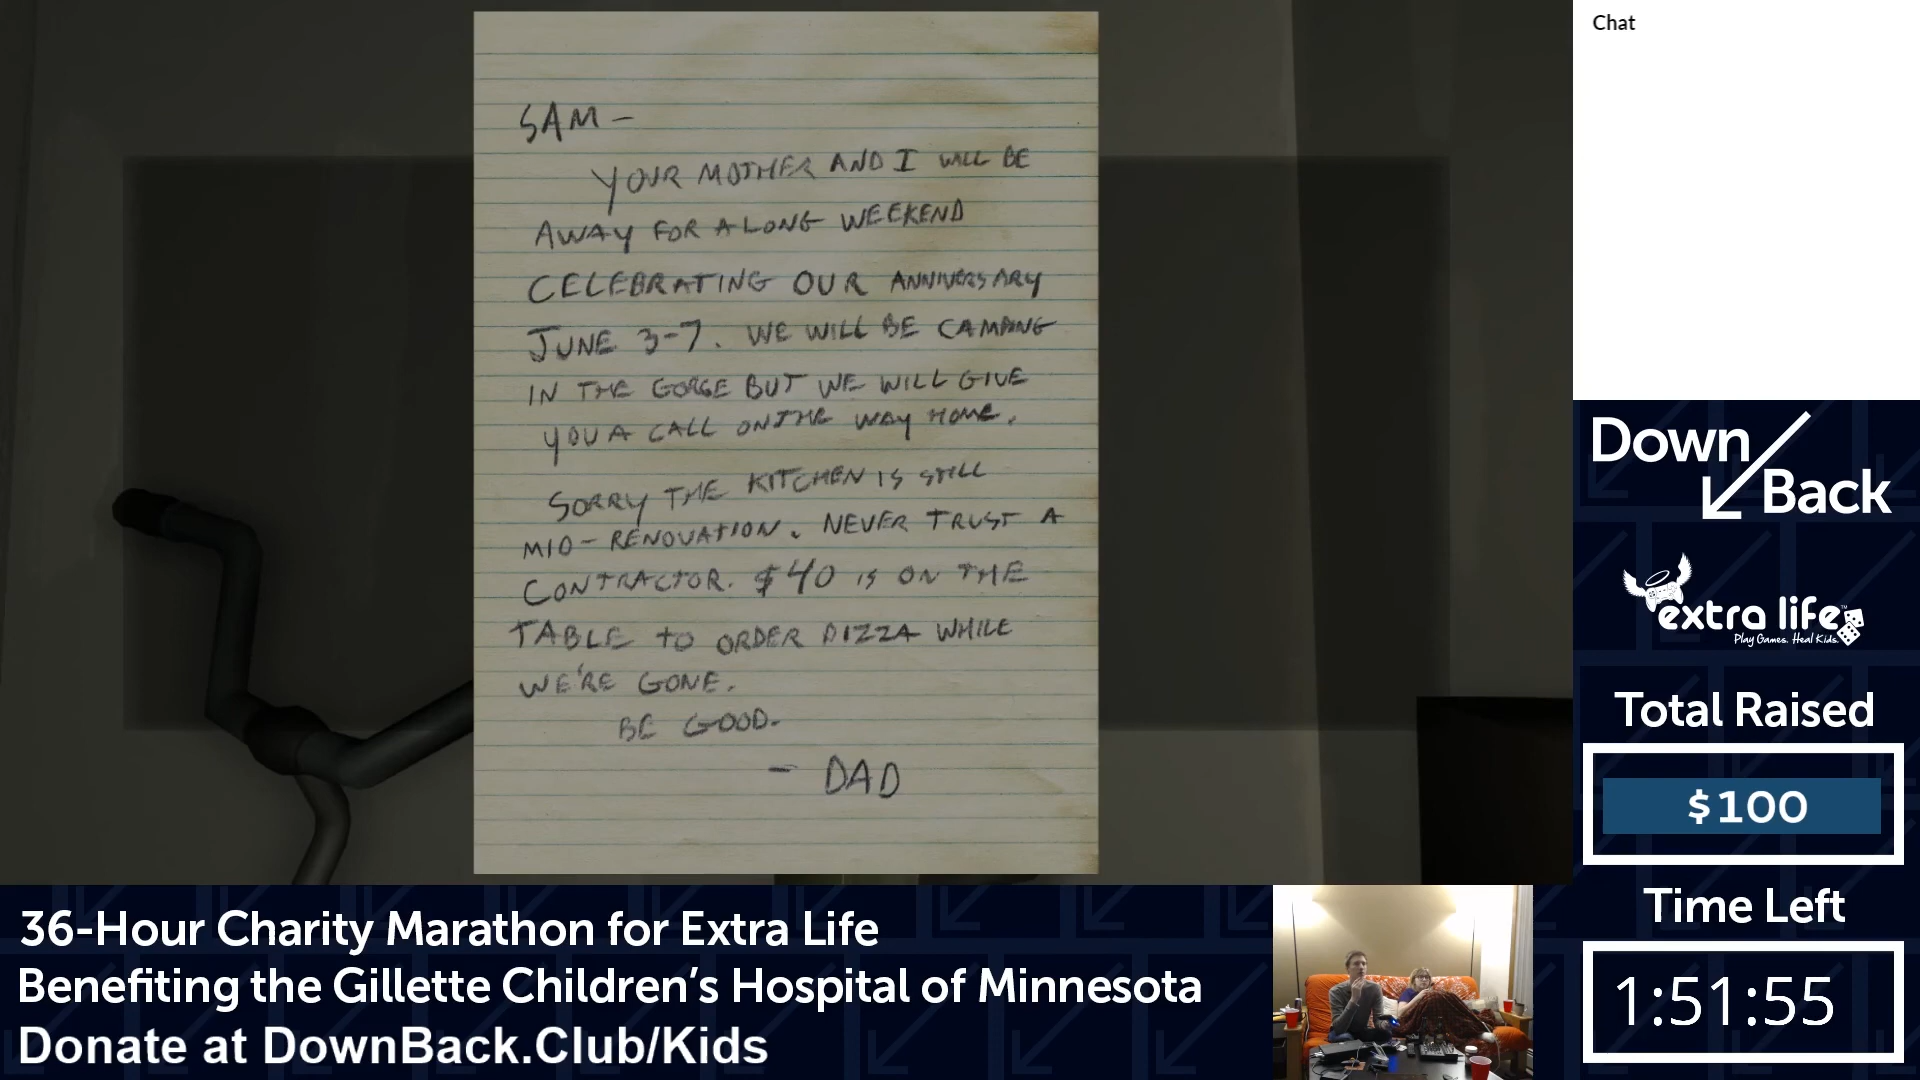 SAM-
YOUR MOTHER AND I WILL BE
AWAY FOR A LONG WEEKEND
CELEBRATING OUR ANNIVERSARY
JUNE 3-7. WE WILL BE CAMPING
IN THE GORGE BUT WE WILL GIVE
YOU A CALL ON THE WAY HOME.
SORRY THE KITCHEN IS STILL
MID-RENOVATION. NEVER TRUST A
CONTRACTOR. $40 IS ON THE
TABLE TO ORDER PIZZA WHILE
WE'RE GONE.
BE GOOD.
- DAD
Chat
Down
Back
extra life
Play Games. Heal Kids.
Total Raised
$100
Time Left
1:51:55
36-Hour Charity Marathon for Extra Life
Benefiting the Gillette Children's Hospital of Minnesota
Donate at DownBack.Club/Kids